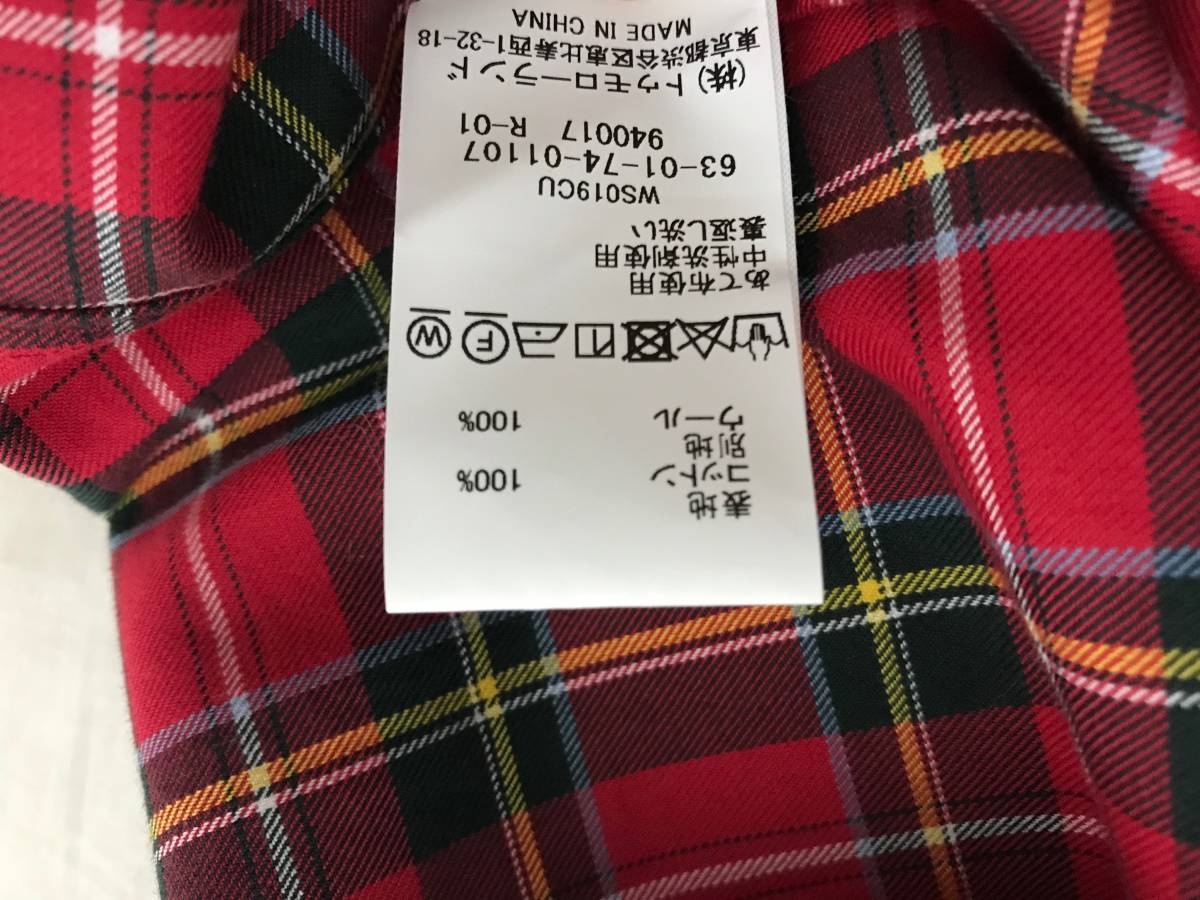 表地
コットン 100%
別地
ウール 100%
F
W
あて布使用
中性洗剤使用
裏返し洗い
WS019CU
63-01-74-01107
940017 R-01
(株)トゥモローランド
東京都渋谷区恵比寿西1-32-18
MADE IN CHINA